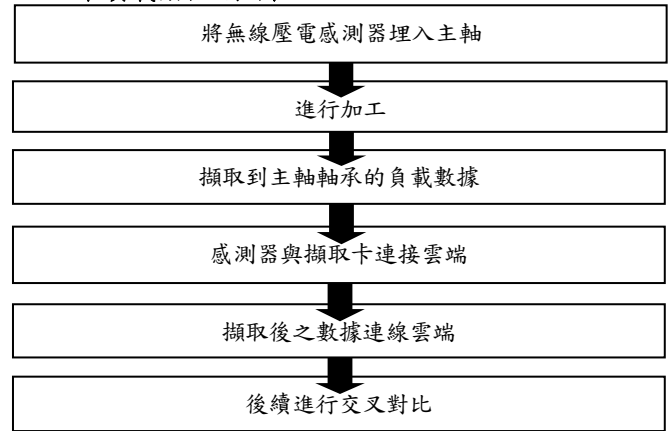 將無線壓電感測器埋入主軸
進行加工
擷取到主軸軸承的負載數據
感測器與擷取卡連接雲端
擷取後之數據連線雲端
後續進行交叉對比